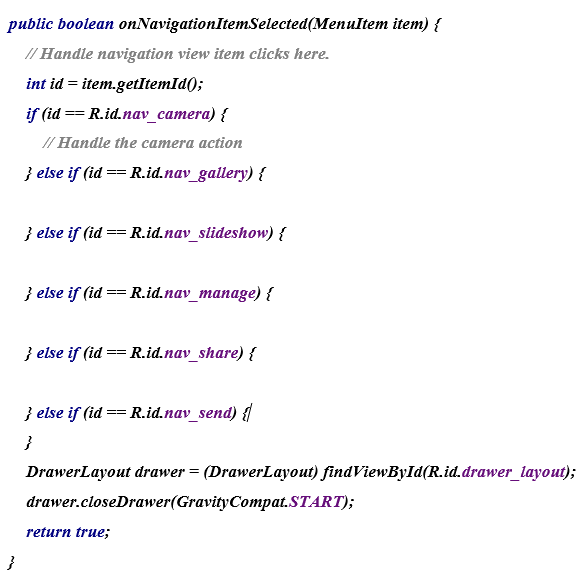 public boolean onNavigationItemSelected(MenuItem item) {
// Handle navigation view item clicks here.
int id = item.getItemId();
if (id == R.id.nav_camera) {
// Handle the camera action
} else if (id == R.id.nav_gallery) {
} else if (id == R.id.nav_slideshow) {
} else if (id == R.id.nav_manage) {
} else if (id == R.id.nav_share) {
} else if (id == R.id.nav_send) {
}
DrawerLayout drawer = (DrawerLayout) findViewById(R.id.drawer_layout);
drawer.closeDrawer(GravityCompat.START);
return true;
}